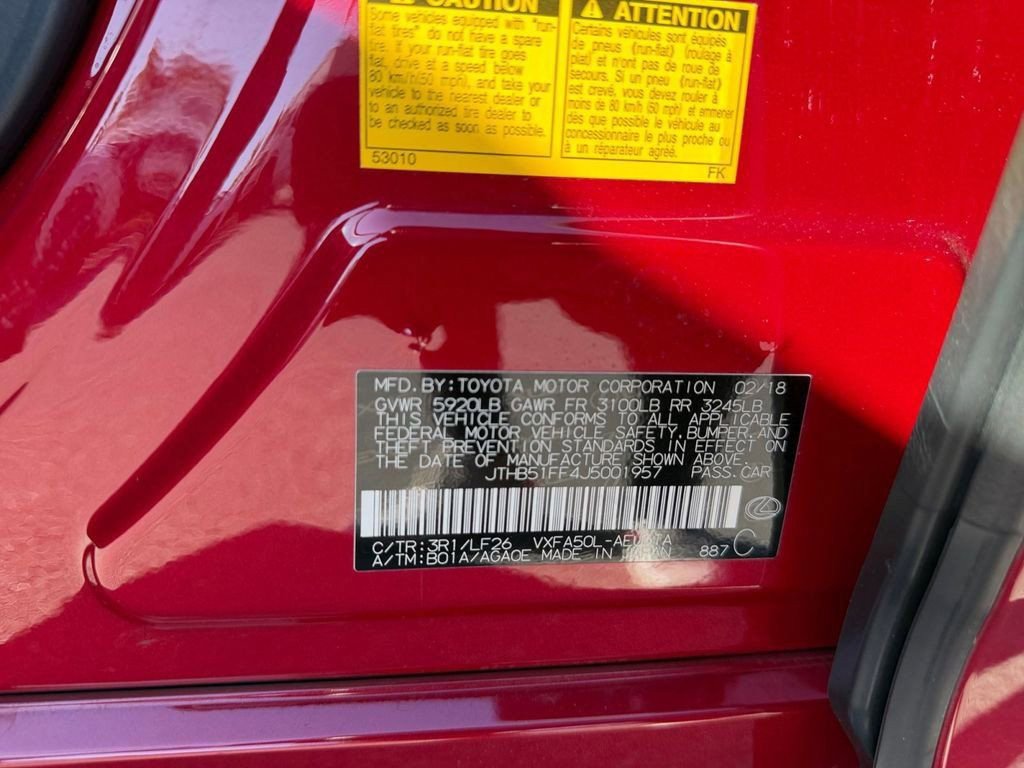 CAUTION
Some vehicles equipped with "run-
flat tires" do not have a spare
tire. If your run-flat tire goes
flat, drive at a speed below
80 km/h(50 mph), and take your
vehicle to the nearest dealer or
to an authorized tire dealer to
be checked as soon as possible.
53010
ATTENTION
Certains véhicules sont équipés
de pneus (run-flat) (roulage à
plat) et n'ont pas de roue de
secours. Si un pneu (run-flat)
est crevé, vous devez rouler à
moins de 80 km/h (50 mph) et emmener
dès que possible le véhicule au
concessionnaire le plus proche ou
à un réparateur agréé.
FK
MFD. BY: TOYOTA MOTOR CORPORATION 02/18
GVWR 5920LB GAWR FR 3100LB RR 3245LB
THIS VEHICLE CONFORMS TO ALL APPLICABLE
FEDERAL MOTOR VEHICLE SAFETY, BUMPER, AND
THEFT PREVENTION STANDARDS IN EFFECT ON
THE DATE OF MANUFACTURE SHOWN ABOVE.
JTHB51FF4J5001957 PASS. CAR
C/TR: 3R1/LF26
A/TM: B01A/AGA0E MADE IN JAPAN 887 C